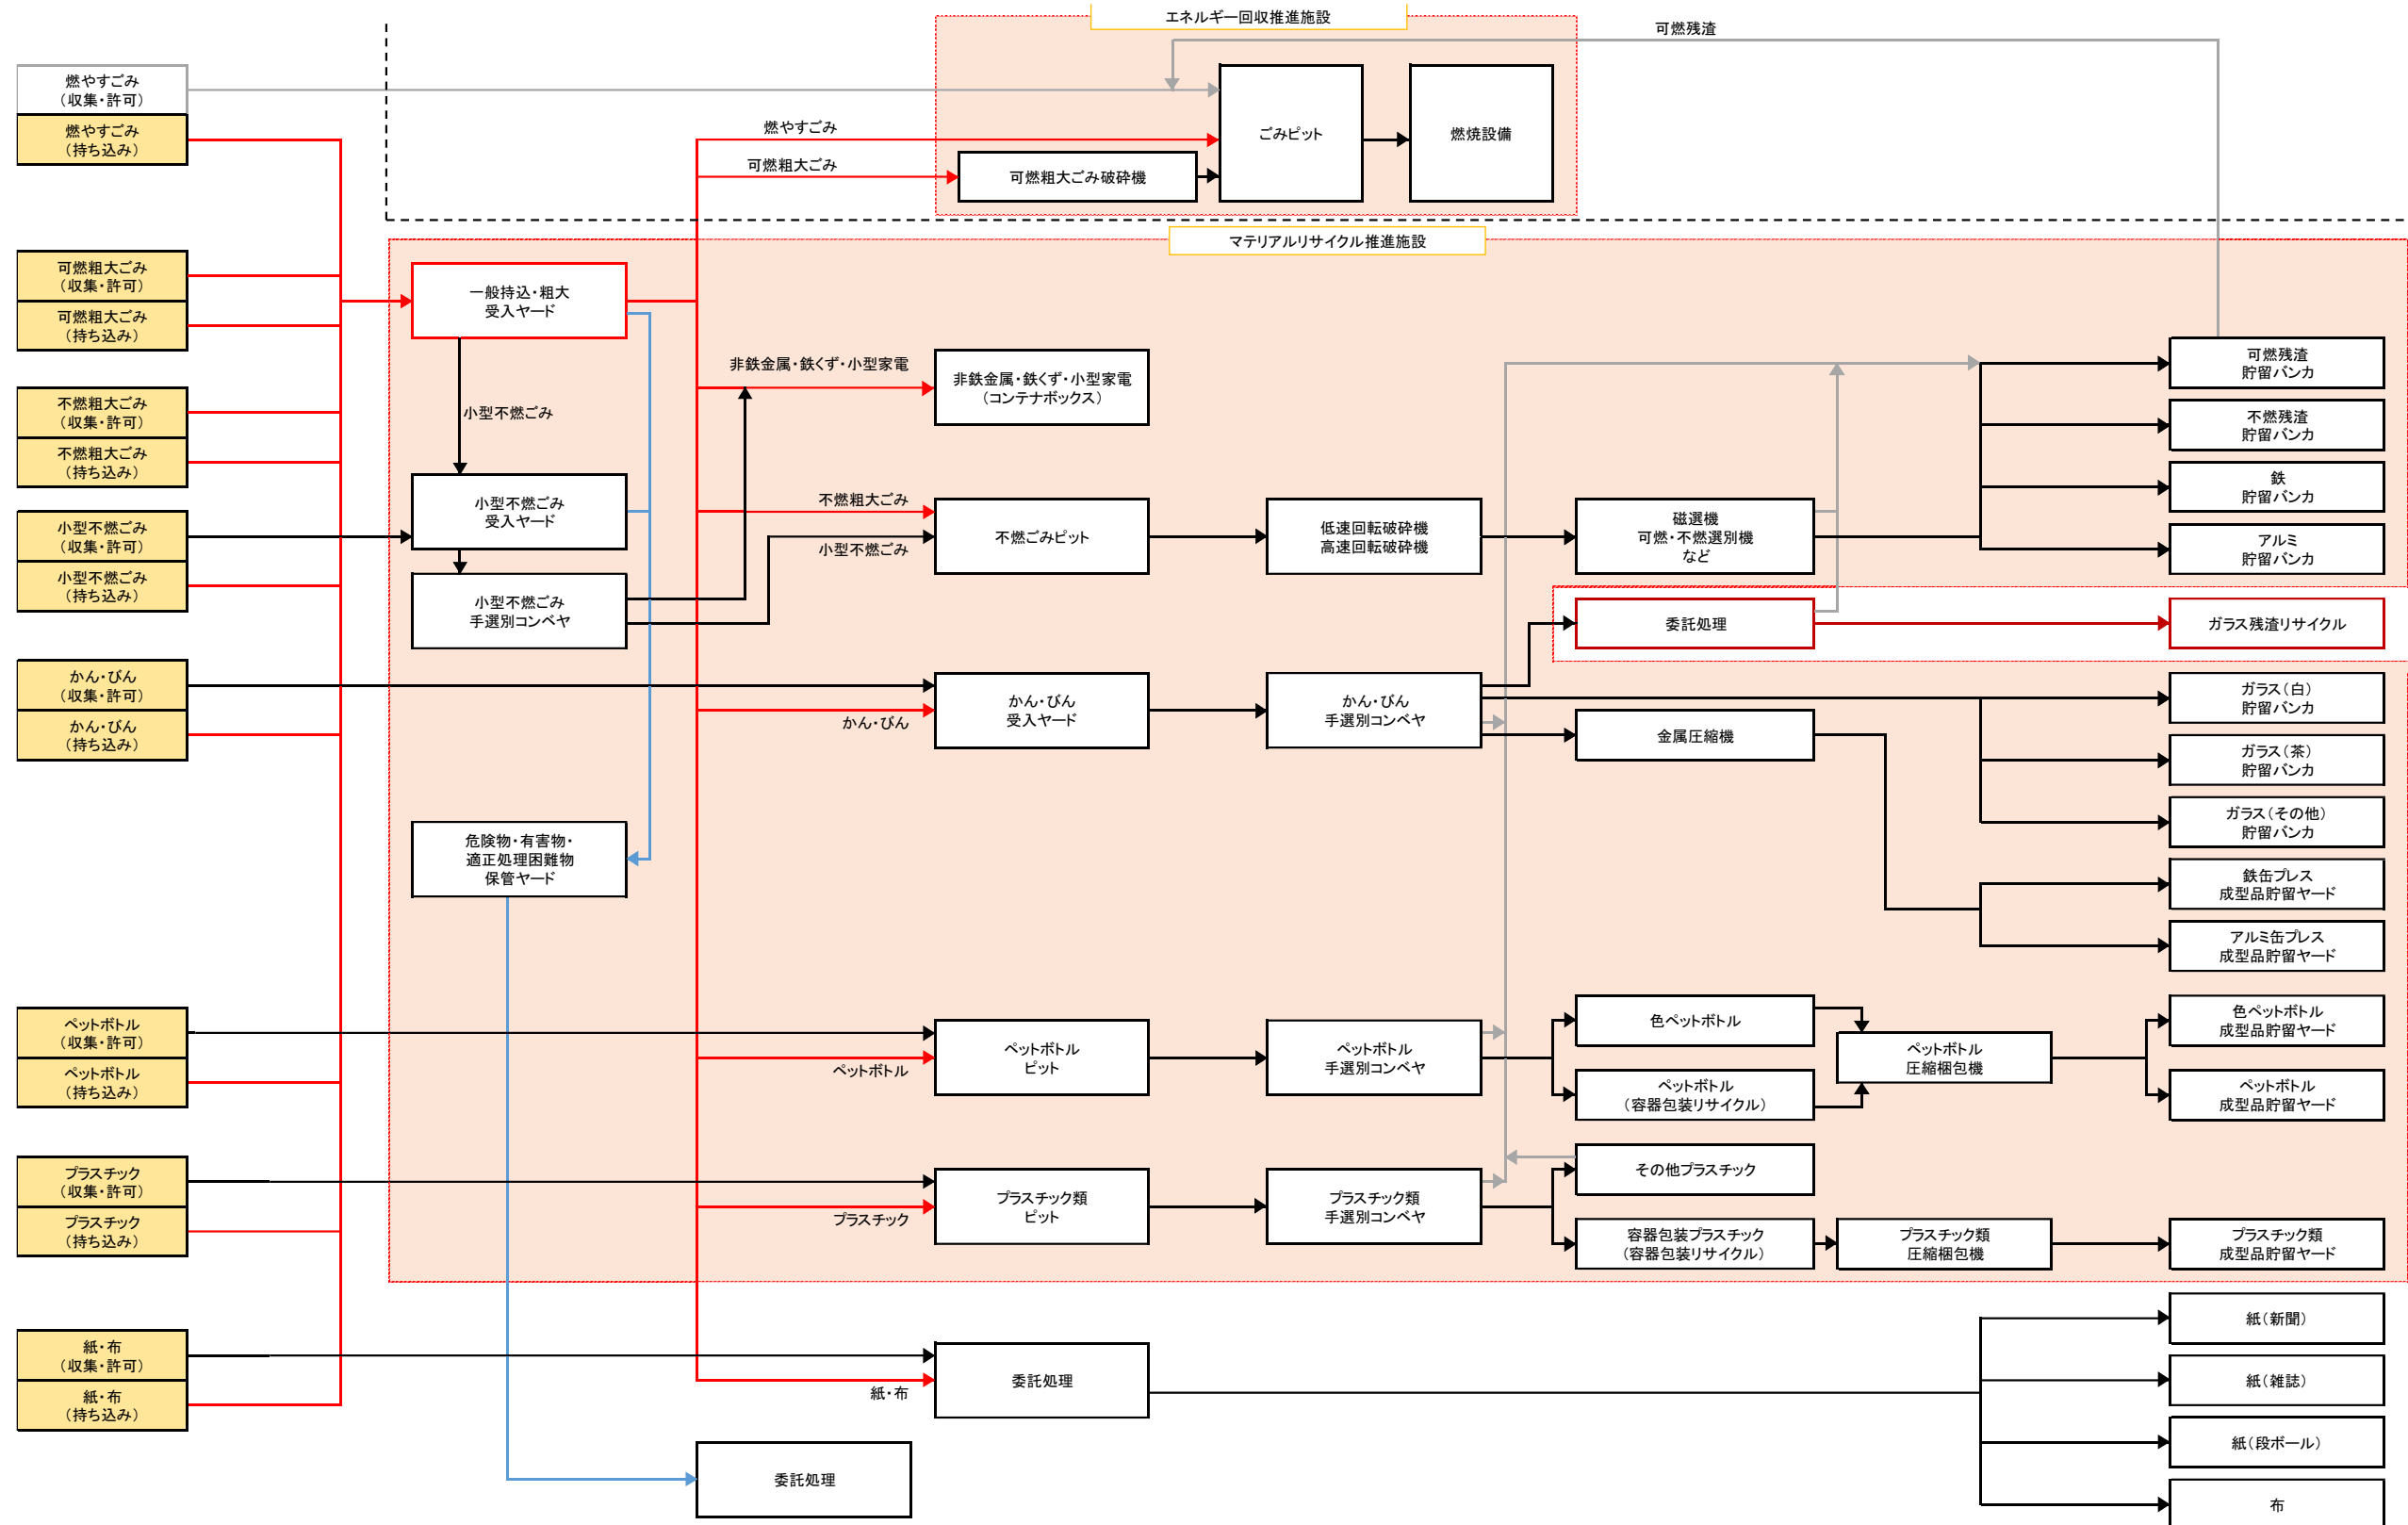 エネルギー回収推進施設
可燃残渣
燃やすごみ
（収集・許可）
燃やすごみ
（持ち込み）
燃やすごみ
可燃粗大ごみ
可燃粗大ごみ破砕機
ごみピット
燃焼設備
マテリアルリサイクル推進施設
可燃粗大ごみ
（収集・許可）
可燃粗大ごみ
（持ち込み）
一般持込・粗大
受入ヤード
不燃粗大ごみ
（収集・許可）
不燃粗大ごみ
（持ち込み）
小型不燃ごみ
非鉄金属・鉄くず・小型家電
非鉄金属・鉄くず・小型家電
（コンテナボックス）
可燃残渣
貯留バンカ
不燃残渣
貯留バンカ
鉄
貯留バンカ
アルミ
貯留バンカ
小型不燃ごみ
（収集・許可）
小型不燃ごみ
（持ち込み）
小型不燃ごみ
受入ヤード
小型不燃ごみ
手選別コンベヤ
不燃粗大ごみ
小型不燃ごみ
不燃ごみピット
低速回転破砕機
高速回転破砕機
磁選機
可燃・不燃選別機
など
委託処理
ガラス残渣リサイクル
かん・びん
（収集・許可）
かん・びん
（持ち込み）
かん・びん
かん・びん
受入ヤード
かん・びん
手選別コンベヤ
金属圧縮機
ガラス（白）
貯留バンカ
ガラス（茶）
貯留バンカ
ガラス（その他）
貯留バンカ
鉄缶プレス
成型品貯留ヤード
アルミ缶プレス
成型品貯留ヤード
危険物・有害物・
適正処理困難物
保管ヤード
ペットボトル
（収集・許可）
ペットボトル
（持ち込み）
ペットボトル
ペットボトル
ピット
ペットボトル
手選別コンベヤ
色ペットボトル
ペットボトル
（容器包装リサイクル）
ペットボトル
圧縮梱包機
色ペットボトル
成型品貯留ヤード
ペットボトル
成型品貯留ヤード
プラスチック
（収集・許可）
プラスチック
（持ち込み）
プラスチック
プラスチック類
ピット
プラスチック類
手選別コンベヤ
その他プラスチック
容器包装プラスチック
（容器包装リサイクル）
プラスチック類
圧縮梱包機
プラスチック類
成型品貯留ヤード
紙・布
（収集・許可）
紙・布
（持ち込み）
紙・布
委託処理
紙（新聞）
紙（雑誌）
紙（段ボール）
布
委託処理